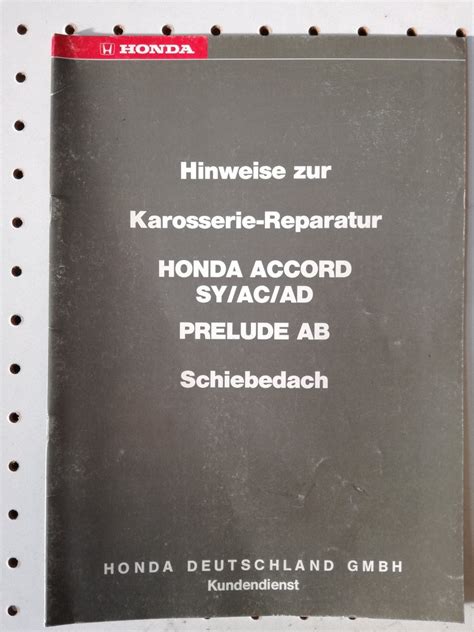 HONDA
Hinweise zur
Karosserie-Reparatur
HONDA ACCORD
SY/AC/AD
PRELUDE AB
Schiebedach
HONDA DEUTSCHLAND GMBH
Kundendienst